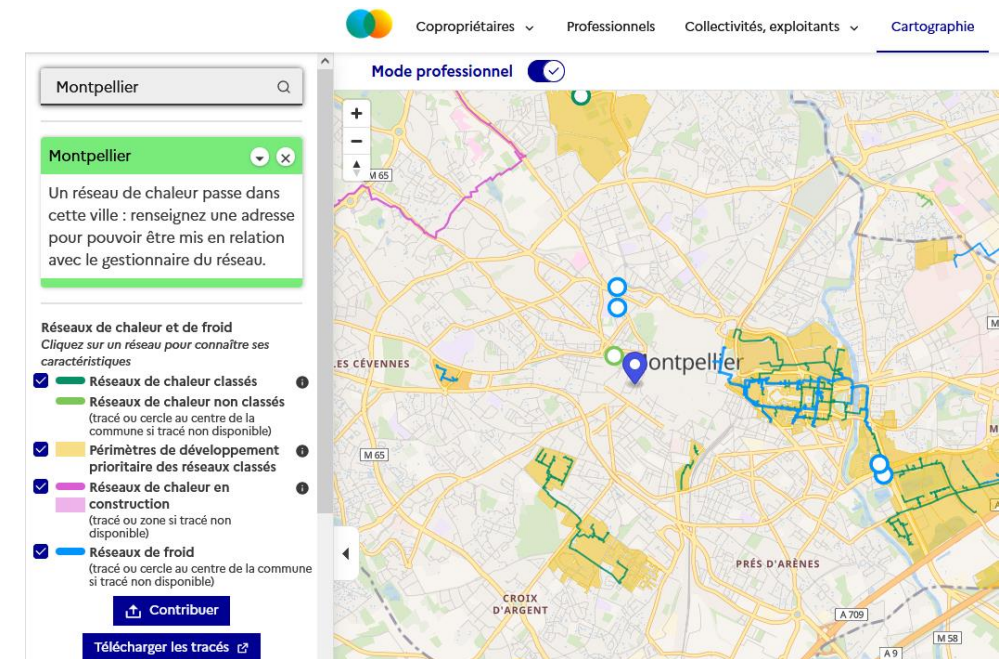 Copropriétaires
Professionnels
Collectivités, exploitants
Cartographie
Montpellier
Mode professionnel
Montpellier
Un réseau de chaleur passe dans
cette ville : renseignez une adresse
pour pouvoir être mis en relation
avec le gestionnaire du réseau.
Réseaux de chaleur et de froid
Cliquez sur un réseau pour connaître ses
caractéristiques
Réseaux de chaleur classés
Réseaux de chaleur non classés
(tracé ou cercle au centre de la
commune si tracé non disponible)
Périmètres de développement
prioritaire des réseaux classés
Réseaux de chaleur en
construction
(tracé ou zone si tracé non
disponible)
Réseaux de froid
(tracé ou cercle au centre de la commune
si tracé non disponible)
Contribuer
Télécharger les tracés
M 65
ES CÉVENNES
Montpellier
M 65
PRÉS D'ARÈNES
CROIX
D'ARGENT
A 709
M 58
A 9